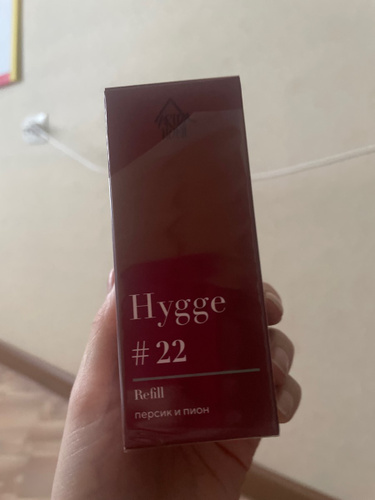 Hygge
# 22
Refill
персик и пион